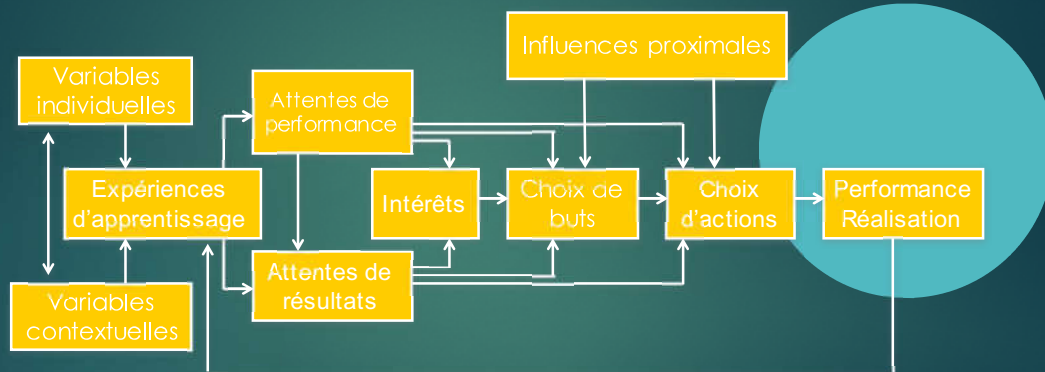 Influences proximales
Variables
individuelles
Attentes de
performance
Expériences
d'apprentissage
Intérêts
Choix de
buts
Choix
d'actions
Performance
Réalisation
Attentes de
résultats
Variables
contextuelles